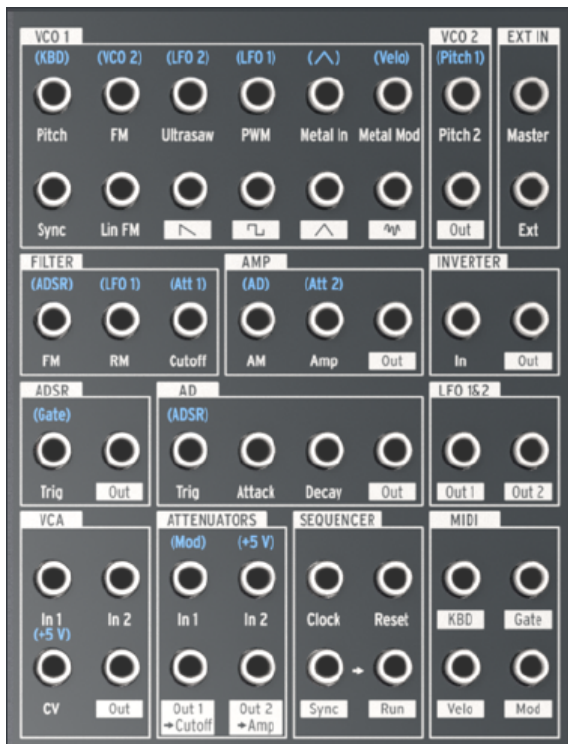 VCO 1 VCO 2 EXT IN
(KBD) (VCO 2) (LFO 2) (LFO 1) (Velo) (Pitch 1)
Pitch FM Ultrasaw PWM Metal In Metal Mod Pitch 2 Master
Sync Lin FM Out Ext
FILTER AMP INVERTER
(ADSR) (LFO 1) (Att 1) (AD) (Att 2)
FM RM Cutoff AM Amp Out In Out
ADSR AD LFO 1&2
(Gate) (ADSR)
Trig Out Trig Attack Decay Out Out 1 Out 2
VCA ATTENUATORS SEQUENCER MIDI
(Mod) (+5 V)
In 1 In 2 In 1 In 2 Clock Reset KBD Gate
(+5 V)
CV Out Out 1 Out 2 Sync Run Velo Mod
➔Cutoff ➔Amp